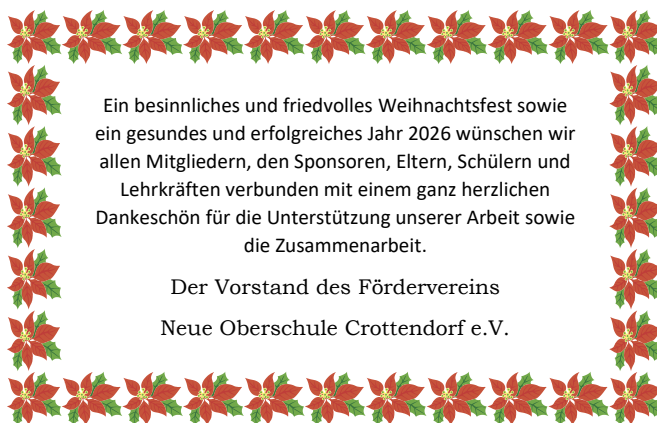 Ein besinnliches und friedvolles Weihnachtsfest sowie
ein gesundes und erfolgreiches Jahr 2026 wünschen wir
allen Mitgliedern, den Sponsoren, Eltern, Schülern und
Lehrkräften verbunden mit einem ganz herzlichen
Dankeschön für die Unterstützung unserer Arbeit sowie
die Zusammenarbeit.
Der Vorstand des Fördervereins
Neue Oberschule Crottendorf e.V.